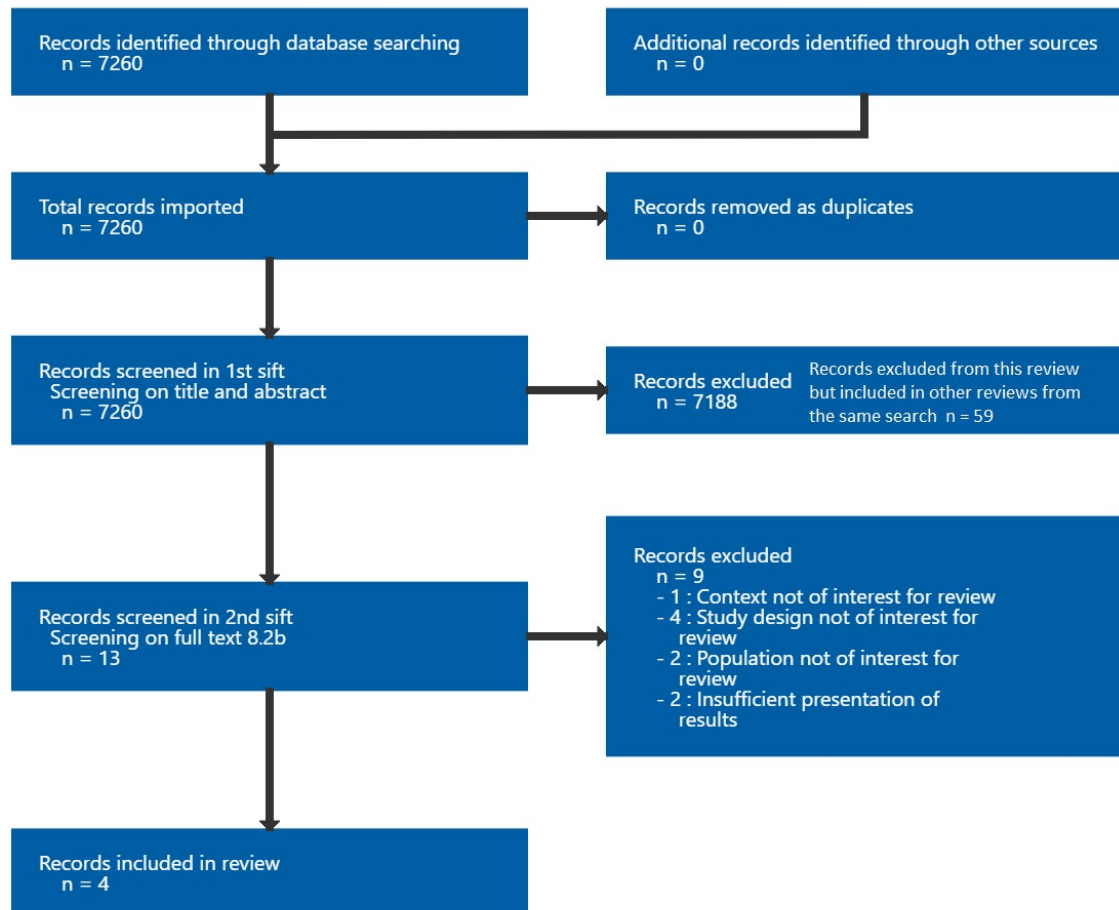 Records identified through database searching
n = 7260
Additional records identified through other sources
n = 0
Total records imported
n = 7260
Records removed as duplicates
n = 0
Records screened in 1st sift
Screening on title and abstract
n = 7260
Records excluded
n = 7188
Records excluded from this review
but included in other reviews from
the same search n = 59
Records screened in 2nd sift
Screening on full text 8.2b
n = 13
Records excluded
n = 9
- 1 : Context not of interest for review
- 4 : Study design not of interest for
review
- 2 : Population not of interest for
review
- 2 : Insufficient presentation of
results
Records included in review
n = 4